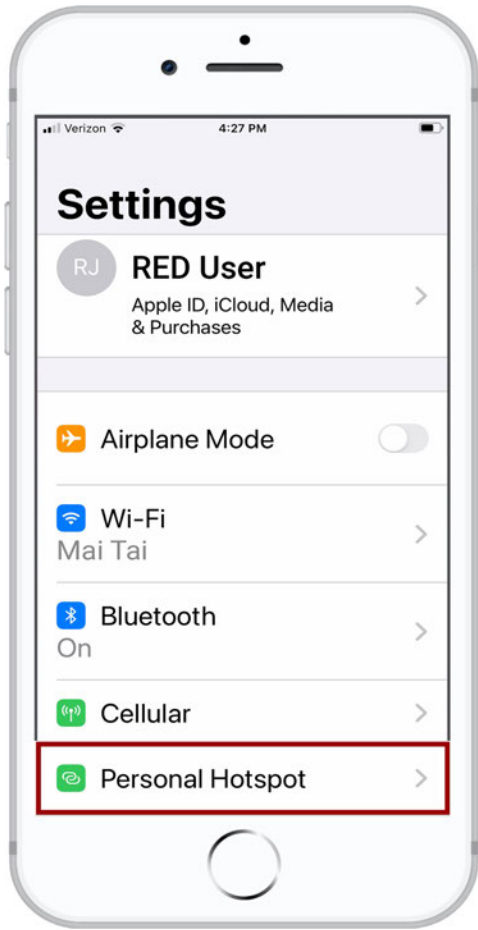 Verizon 4:27 PM
Settings
RJ
RED User
Apple ID, iCloud, Media
& Purchases
Airplane Mode
Wi-Fi
Mai Tai
Bluetooth
On
Cellular
Personal Hotspot